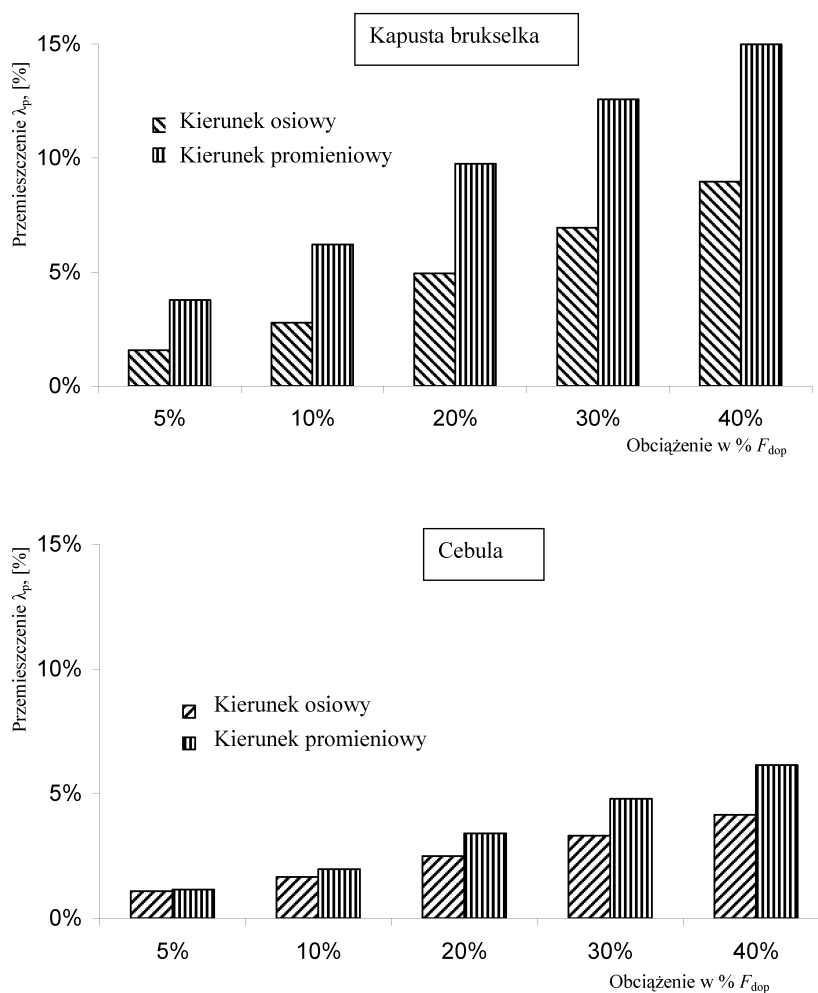 Kapusta brukselka
Przemieszczenie λp, [%]
15%
10%
5%
0%
Kierunek osiowy
Kierunek promieniowy
5% 10% 20% 30% 40%
Obciążenie w % Fdop
Cebula
Przemieszczenie λp, [%]
15%
10%
5%
0%
Kierunek osiowy
Kierunek promieniowy
5% 10% 20% 30% 40%
Obciążenie w % Fdop